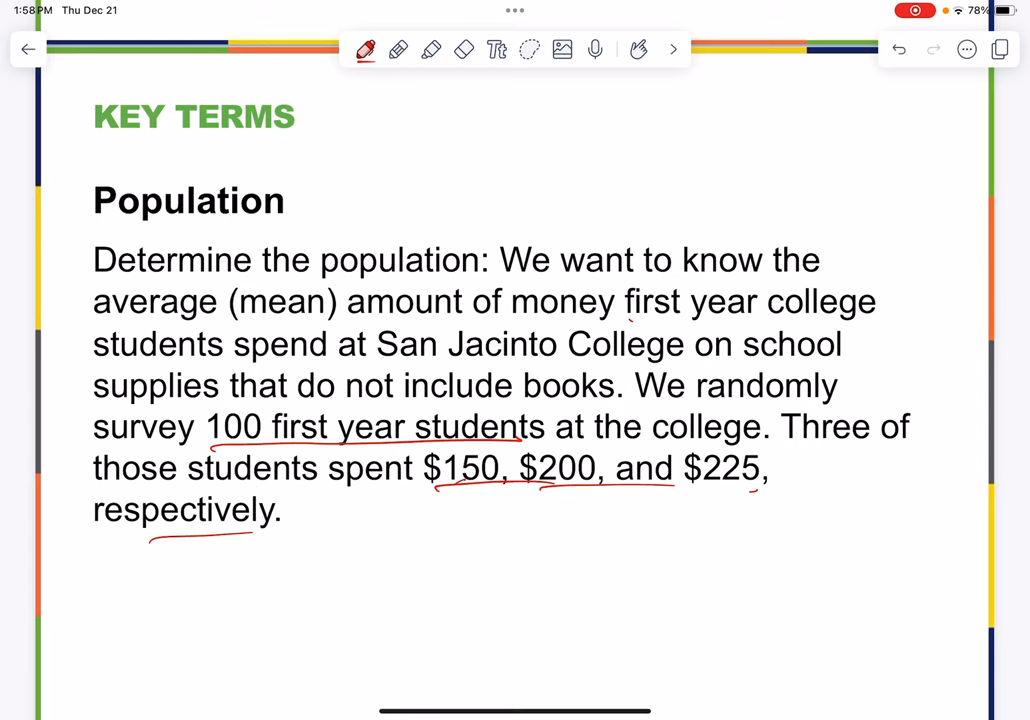 1:58 PM Thu Dec 21
78%
Tt
KEY TERMS
Population
Determine the population: We want to know the
average (mean) amount of money first year college
students spend at San Jacinto College on school
supplies that do not include books. We randomly
survey 100 first year students at the college. Three of
those students spent $150, $200, and $225,
respectively.